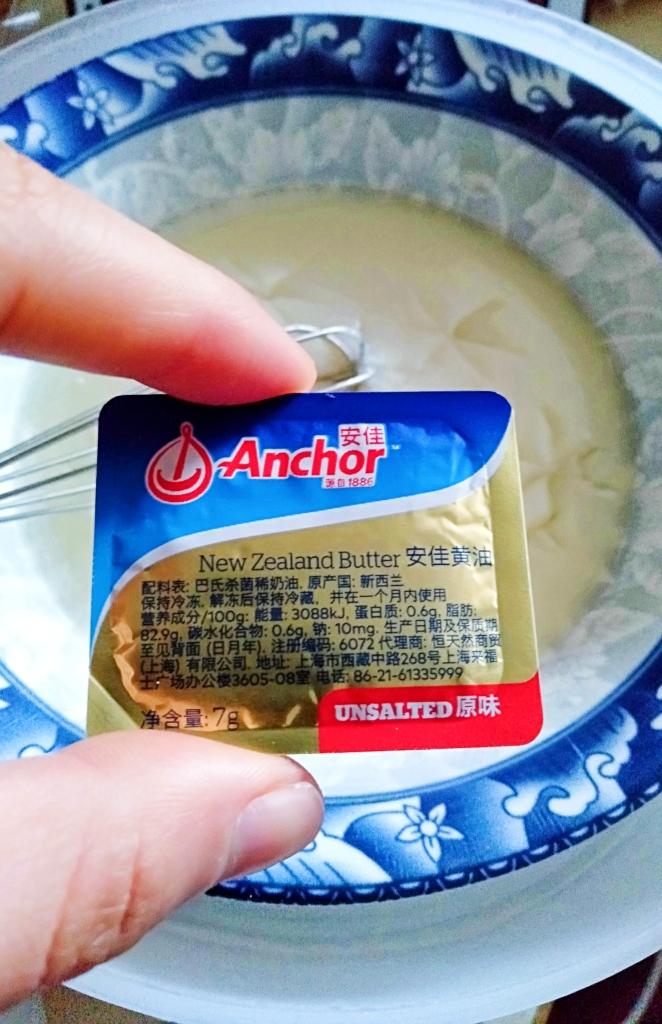 安佳
Anchor™
源自1886
New Zealand Butter 安佳黄油
配料表: 巴氏杀菌稀奶油, 原产国: 新西兰
保持冷冻, 解冻后保持冷藏, 并在一个月内使用
营养成分/100g: 能量: 3088kJ, 蛋白质: 0.6g, 脂肪:
82.9g, 碳水化合物: 0.6g, 钠: 10mg. 生产日期及保质期
至见背面 (日月年). 注册编码: 6072 代理商: 恒天然商贸
(上海) 有限公司. 地址: 上海市西藏中路268号上海来福
士广场办公楼3605-08室 电话: 86-21-61335999
净含量: 7g
UNSALTED 原味